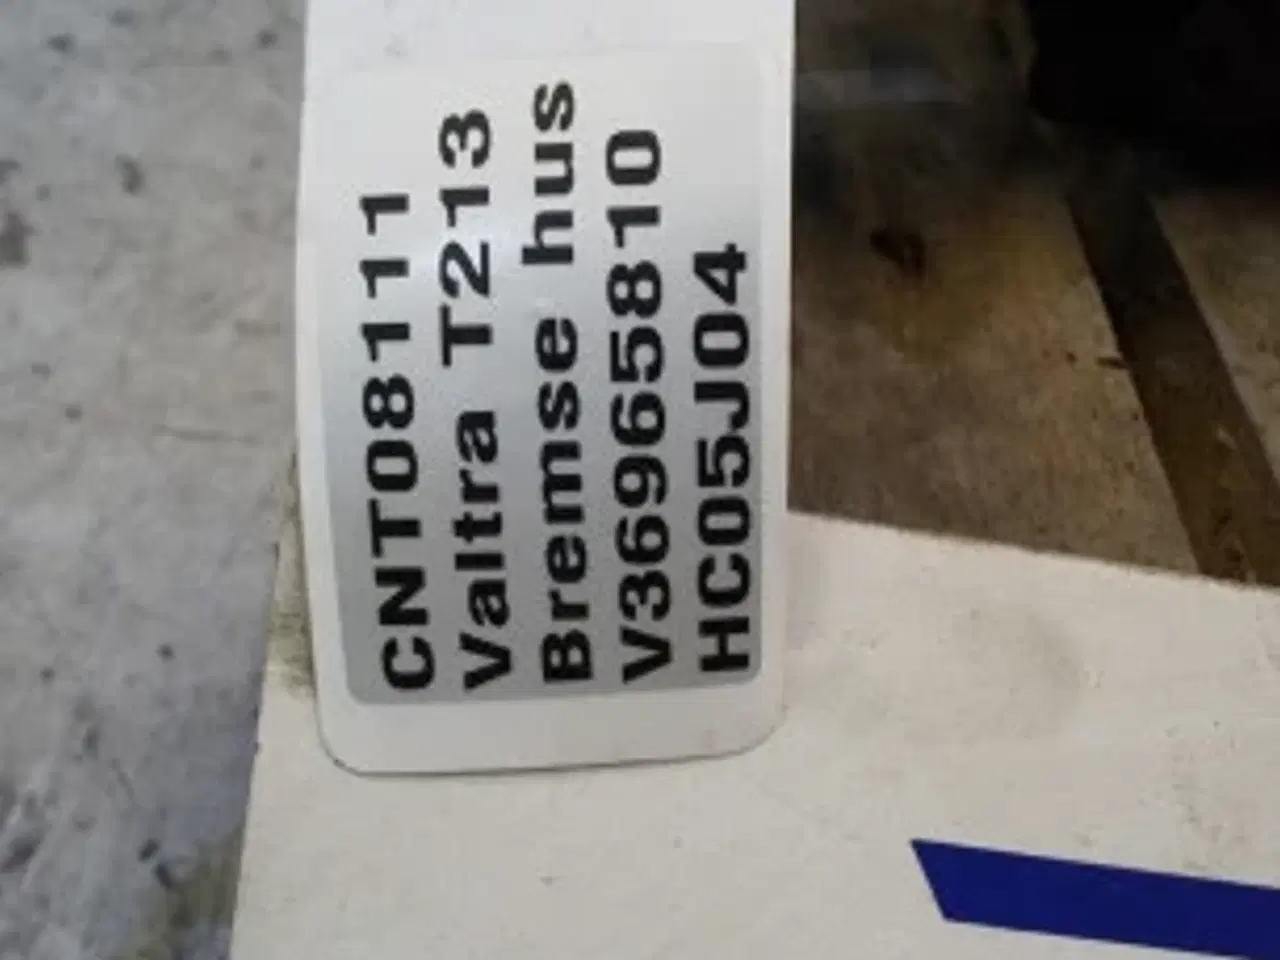 CNT08111
Valtra T213
Bremse hus
V36965810
HC05J04